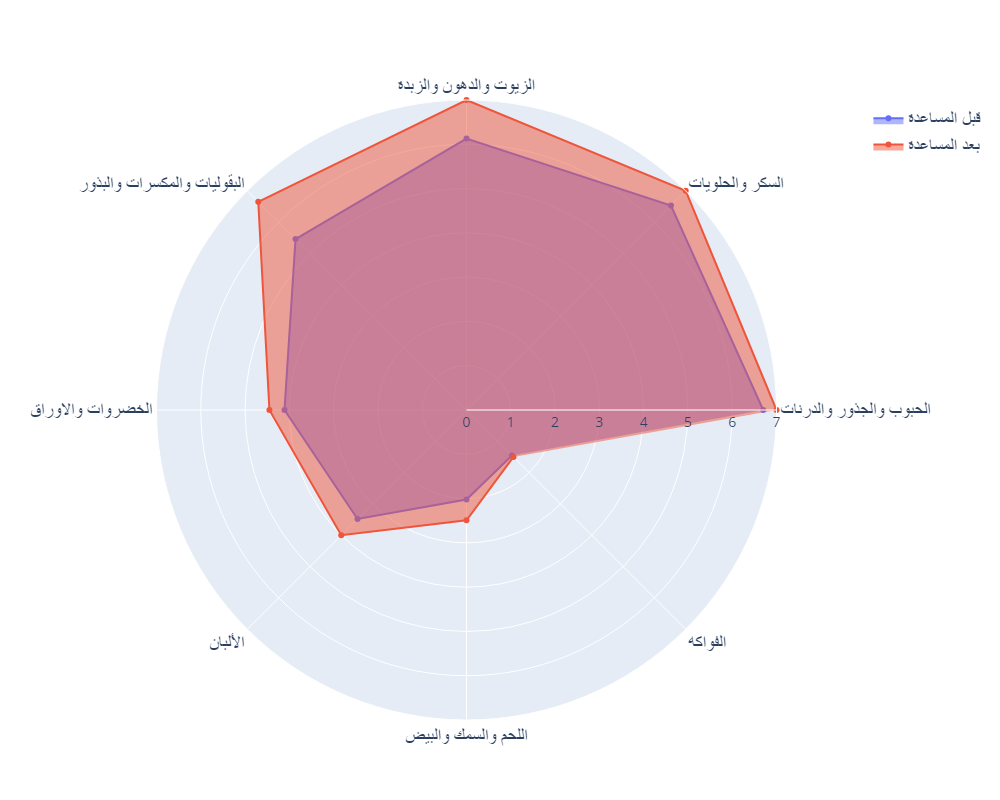 الزيوت والدهون والزبدة
قبل المساعدة
بعد المساعدة
السكر والحلويات
البقوليات والمكسرات والبذور
الحبوب والجذور والدرنات
الخضروات والاوراق
0 1 2 3 4 5 6 7
الفواكه
الألبان
اللحم والسمك والبيض